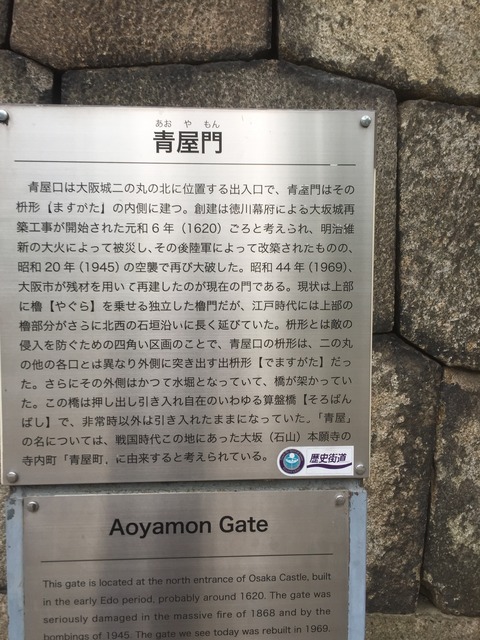 あお や もん
青屋門
青屋口は大阪城二の丸の北に位置する出入口で、青屋門はその
枡形【ますがた】の内側に建つ。創建は徳川幕府による大坂城再
築工事が開始された元和6年（1620）ごろと考えられ、明治維
新の大火によって被災し、その後陸軍によって改築されたものの、
昭和20年（1945）の空襲で再び大破した。昭和44年（1969）、
大阪市が残材を用いて再建したのが現在の門である。現状は上部
に櫓【やぐら】を乗せる独立した櫓門だが、江戸時代には上部の
櫓部分がさらに北西の石垣沿いに長く延びていた。枡形とは敵の
侵入を防ぐための四角い区画のことで、青屋口の枡形は、二の丸
の他の各口とは異なり外側に突き出す出枡形【でますがた】だっ
た。さらにその外側はかつて水堀となっていて、橋が架かってい
た。この橋は押し出し引き入れ自在のいわゆる算盤橋【そろばん
ばし】で、非常時以外は引き入れたままになっていた。「青屋」
の名については、戦国時代この地にあった大坂（石山）本願寺の
寺内町「青屋町」に由来すると考えられている。
歴史街道
Aoyamon Gate
This gate is located at the north entrance of Osaka Castle, built
in the early Edo period, probably around 1620. The gate was
seriously damaged in the massive fire of 1868 and by the
bombings of 1945. The gate we see today was rebuilt in 1969.